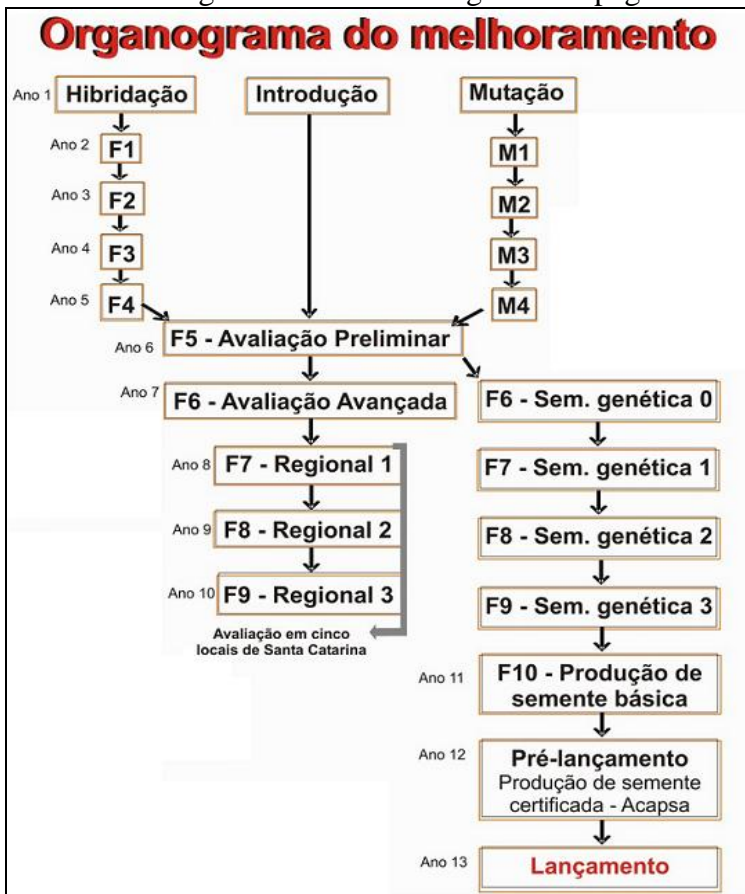 Organograma do melhoramento
Ano 1
Hibridação
Introdução
Mutação
Ano 2
F1
M1
Ano 3
F2
M2
Ano 4
F3
M3
Ano 5
F4
M4
Ano 6
F5 - Avaliação Preliminar
Ano 7
F6 - Avaliação Avançada
F6 - Sem. genética 0
Ano 8
F7 - Regional 1
F7 - Sem. genética 1
Ano 9
F8 - Regional 2
F8 - Sem. genética 2
Ano 10
F9 - Regional 3
F9 - Sem. genética 3
Avaliação em cinco
locais de Santa Catarina
Ano 11
F10 - Produção de
semente básica
Ano 12
Pré-lançamento
Produção de semente
certificada - Acapsa
Ano 13
Lançamento